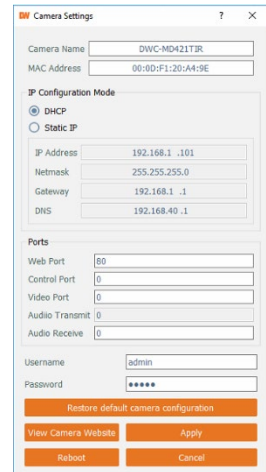 DW Camera Settings ? ×
Camera Name DWC-MD421TIR
MAC Address 00:0D:F1:20:A4:9E
IP Configuration Mode
DHCP
Static IP
IP Address 192.168.1 .101
Netmask 255.255.255.0
Gateway 192.168.1 .1
DNS 192.168.40 .1
Ports
Web Port 80
Control Port 0
Video Port 0
Audiio Transmit 0
Audio Receive 0
Username admin
Password •••••
Restore default camera configuration
View Camera Website Apply
Reboot Cancel